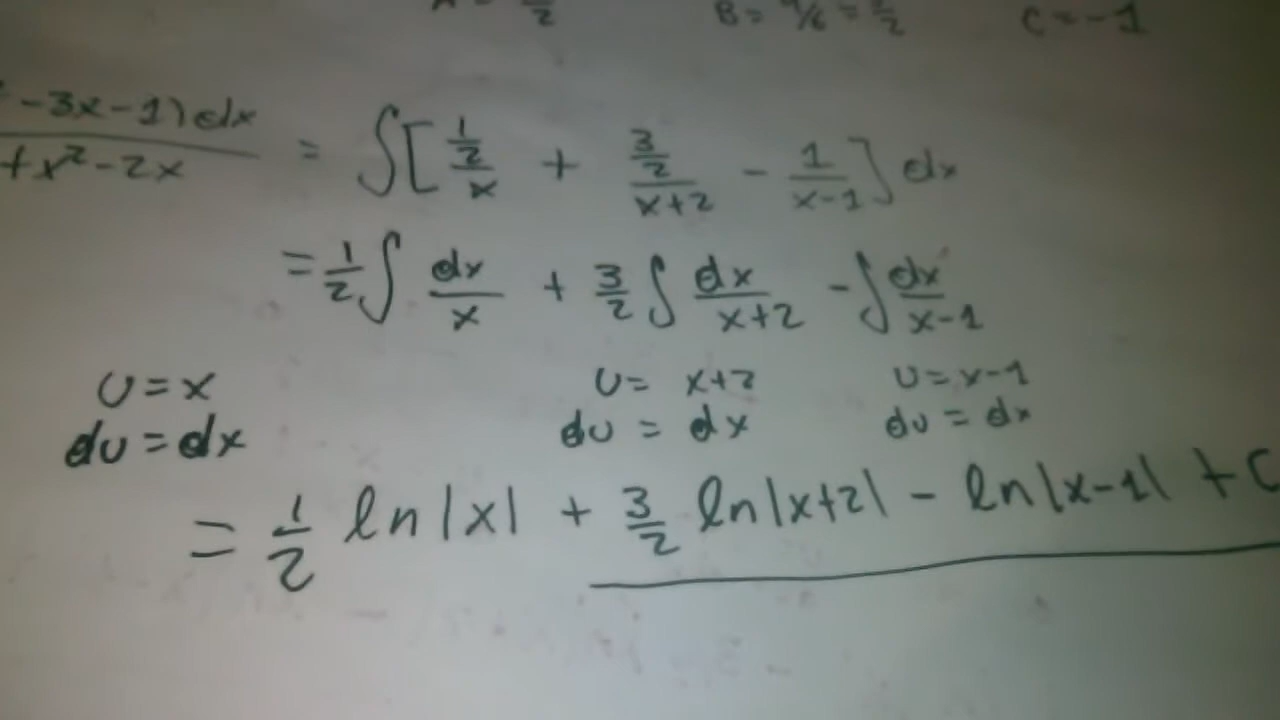 B = 9/6 = 3/2 C = -1
-3x-1)dx / +x²-2x = ∫[ 1/2 / x + 3/2 / x+2 - 1 / x-1 ] dx
= 1/2 ∫ dx/x + 3/2 ∫ dx/x+2 - ∫ dx/x-1
U = x U = x+2 U = x-1
du = dx du = dx du = dx
= 1/2 ln|x| + 3/2 ln|x+2| - ln|x-1| + C